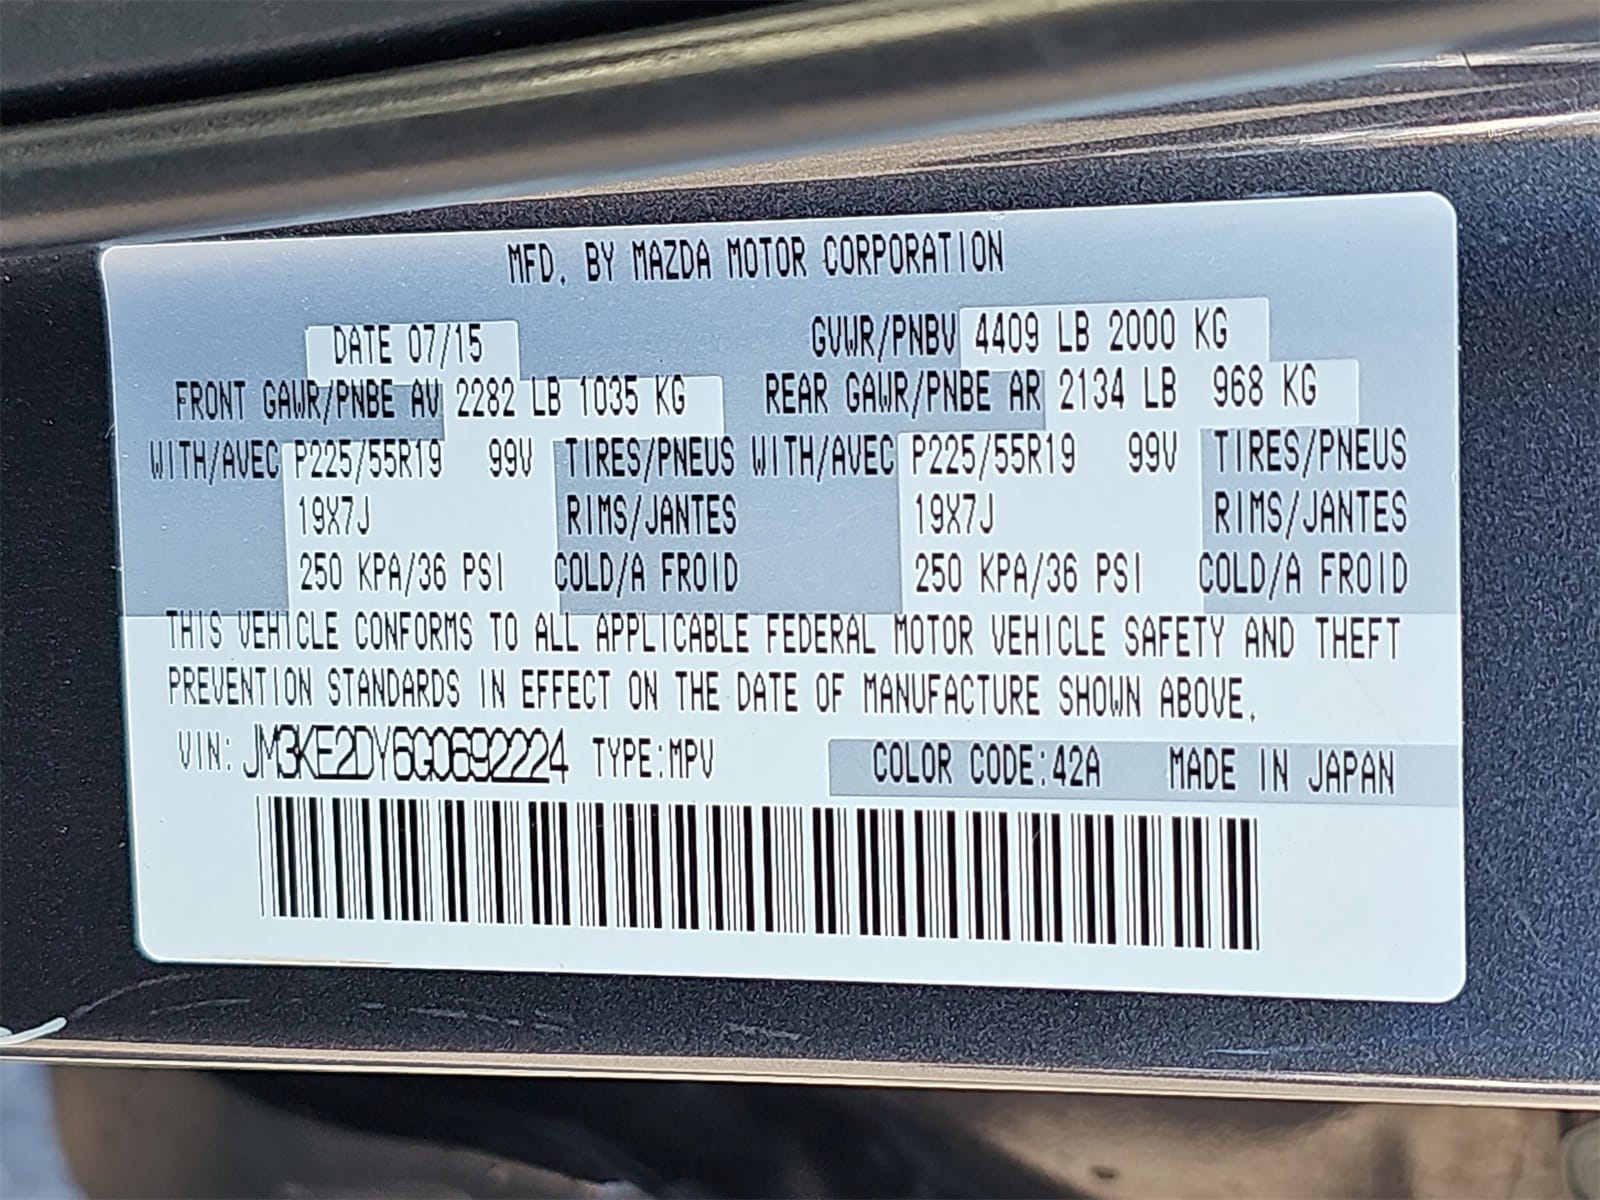 MFD. BY MAZDA MOTOR CORPORATION
DATE 07/15 GVWR/PNBV 4409 LB 2000 KG
FRONT GAWR/PNBE AV 2282 LB 1035 KG REAR GAWR/PNBE AR 2134 LB 968 KG
WITH/AVEC P225/55R19 99V TIRES/PNEUS WITH/AVEC P225/55R19 99V TIRES/PNEUS
19X7J RIMS/JANTES 19X7J RIMS/JANTES
250 KPA/36 PSI COLD/A FROID 250 KPA/36 PSI COLD/A FROID
THIS VEHICLE CONFORMS TO ALL APPLICABLE FEDERAL MOTOR VEHICLE SAFETY AND THEFT
PREVENTION STANDARDS IN EFFECT ON THE DATE OF MANUFACTURE SHOWN ABOVE.
VIN: JM3KE2DY6G0692224 TYPE:MPV COLOR CODE:42A MADE IN JAPAN